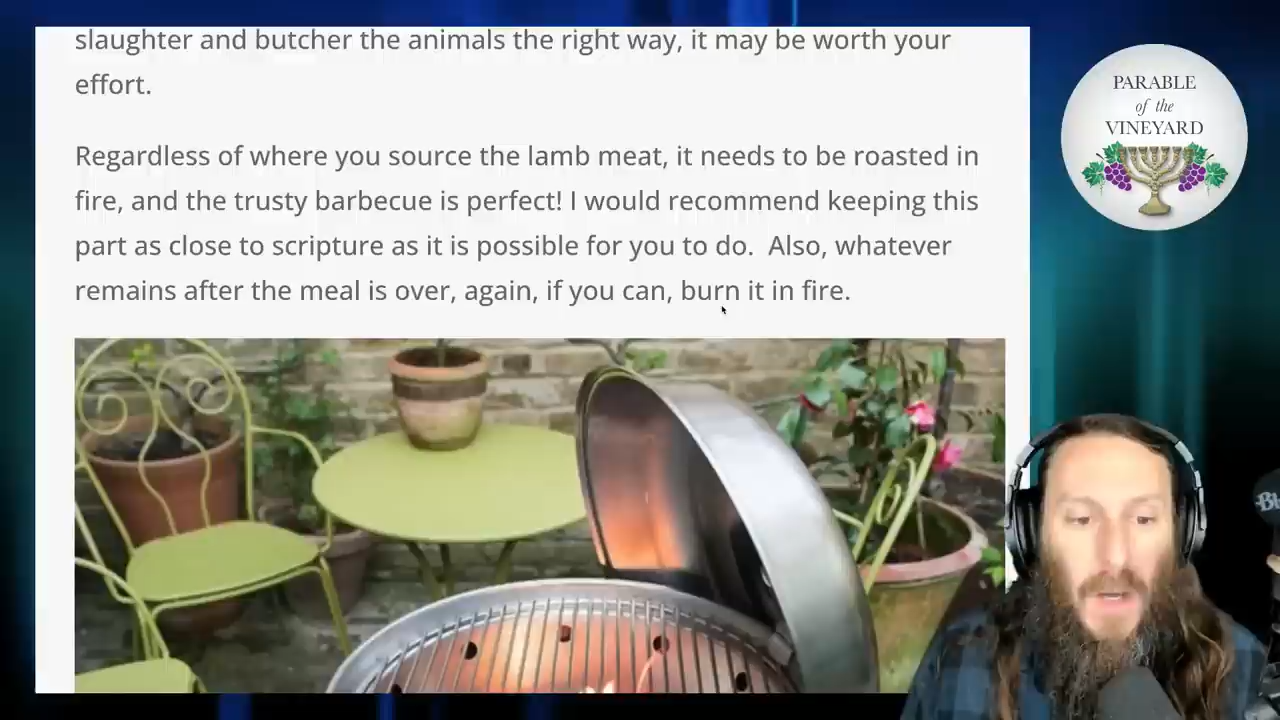 slaughter and butcher the animals the right way, it may be worth your
effort.
Regardless of where you source the lamb meat, it needs to be roasted in
fire, and the trusty barbecue is perfect! I would recommend keeping this
part as close to scripture as it is possible for you to do.  Also, whatever
remains after the meal is over, again, if you can, burn it in fire.
PARABLE
of the
VINEYARD